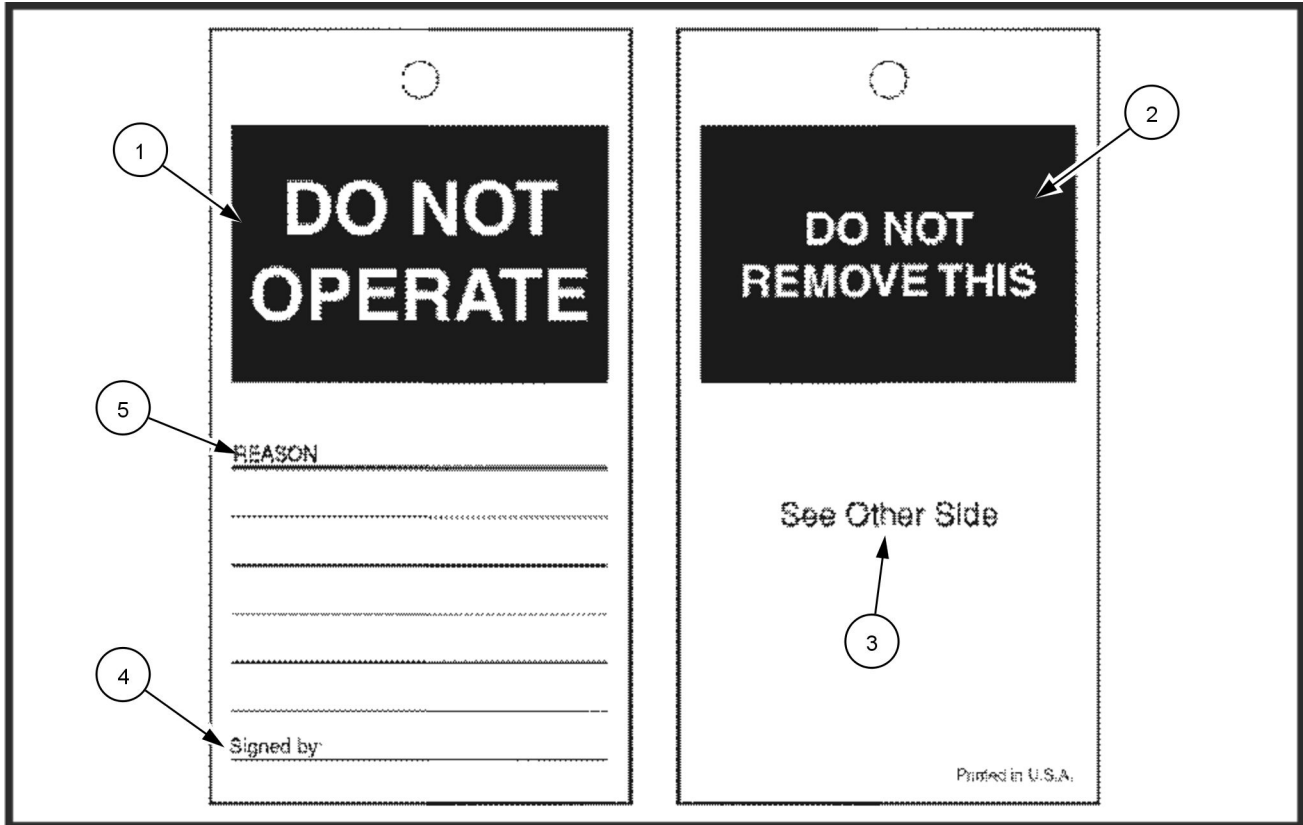 1
DO NOT
OPERATE
5
REASON
4
Signed by:
2
DO NOT
REMOVE THIS
See Other Side
3
Printed in U.S.A.